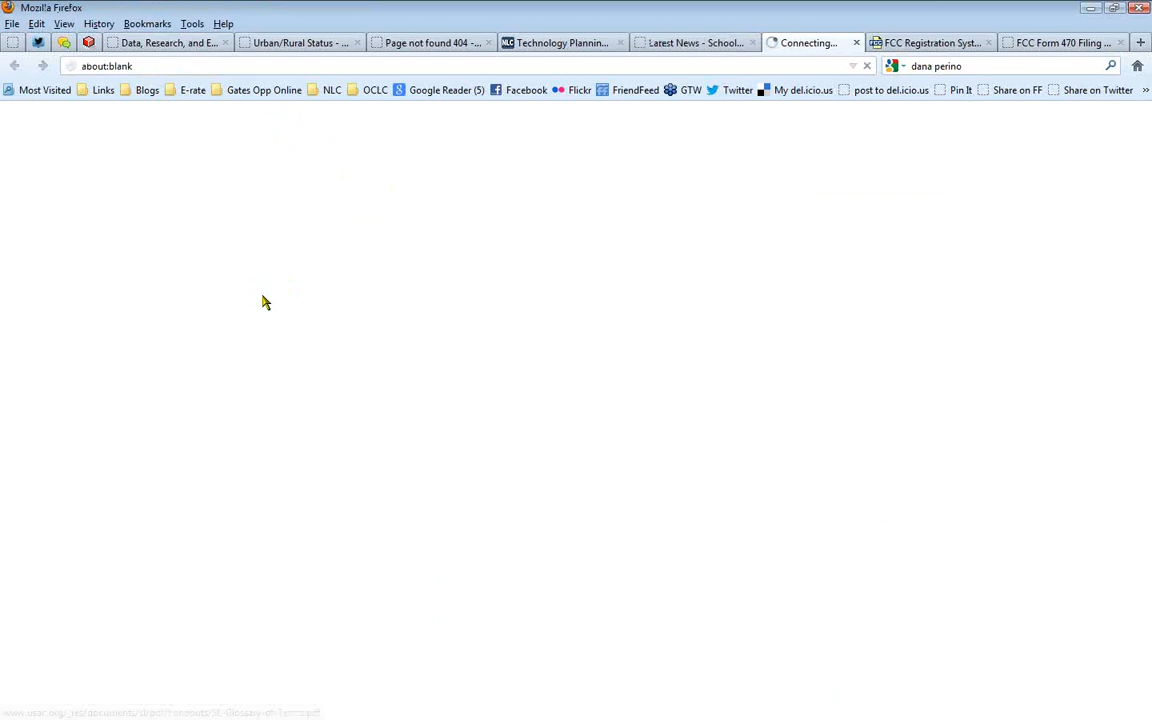 Mozilla Firefox
File Edit View History Bookmarks Tools Help
Data, Research, and E... Urban/Rural Status - ... Page not found 404 -... NLC Technology Plannin... Latest News - School... Connecting... FCC Registration Syst... FCC Form 470 Filing ...
about:blank dana perino
Most Visited Links Blogs E-rate Gates Opp Online NLC OCLC Google Reader (5) Facebook Flickr FriendFeed GTW Twitter My del.icio.us post to del.icio.us Pin It Share on FF Share on Twitter »